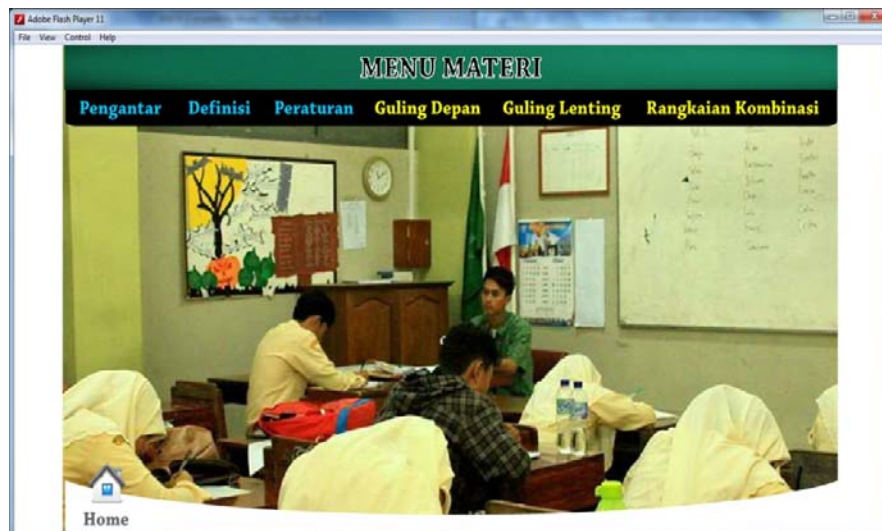 Adobe Flash Player 11
File View Control Help
MENU MATERI
Pengantar Definisi Peraturan Guling Depan Guling Lenting Rangkaian Kombinasi
Home